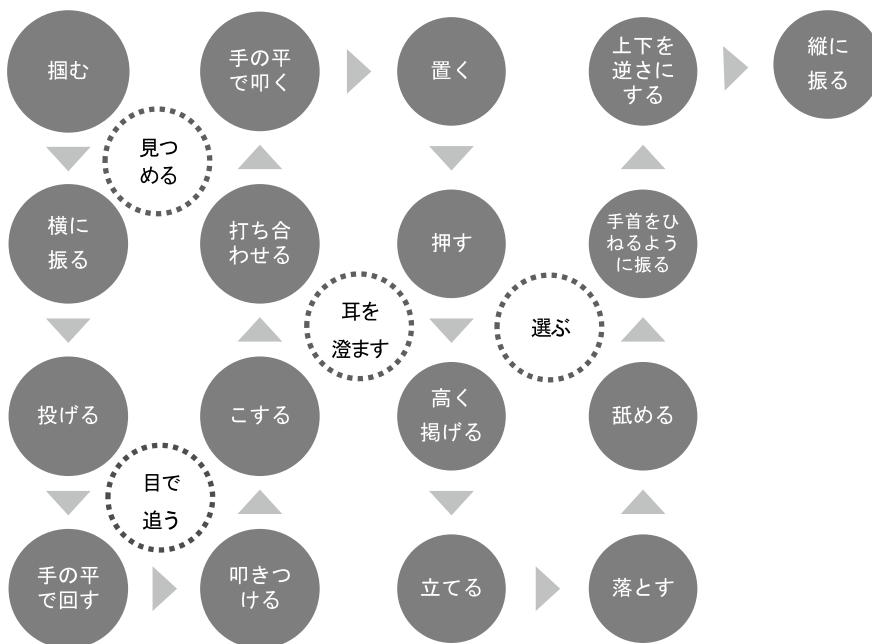 掴む
見つ
める
横に
振る
投げる
目で
追う
手の平
で回す
叩きつ
ける
こする
打ち合
わせる
手の平
で叩く
耳を
澄ます
置く
押す
高く
掲げる
立てる
選ぶ
落とす
舐める
手首をひ
ねるよう
に振る
上下を
逆さに
する
縦に
振る